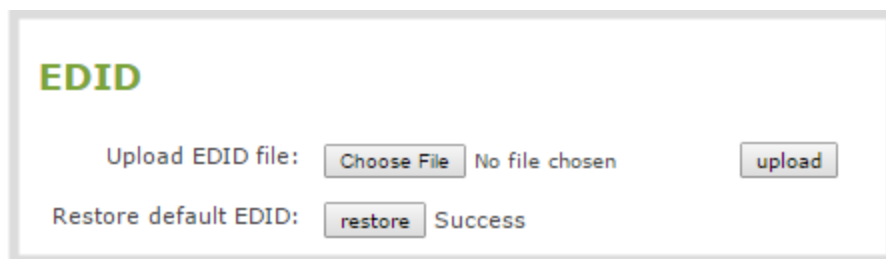 EDID
Upload EDID file: Choose File No file chosen upload
Restore default EDID: restore Success